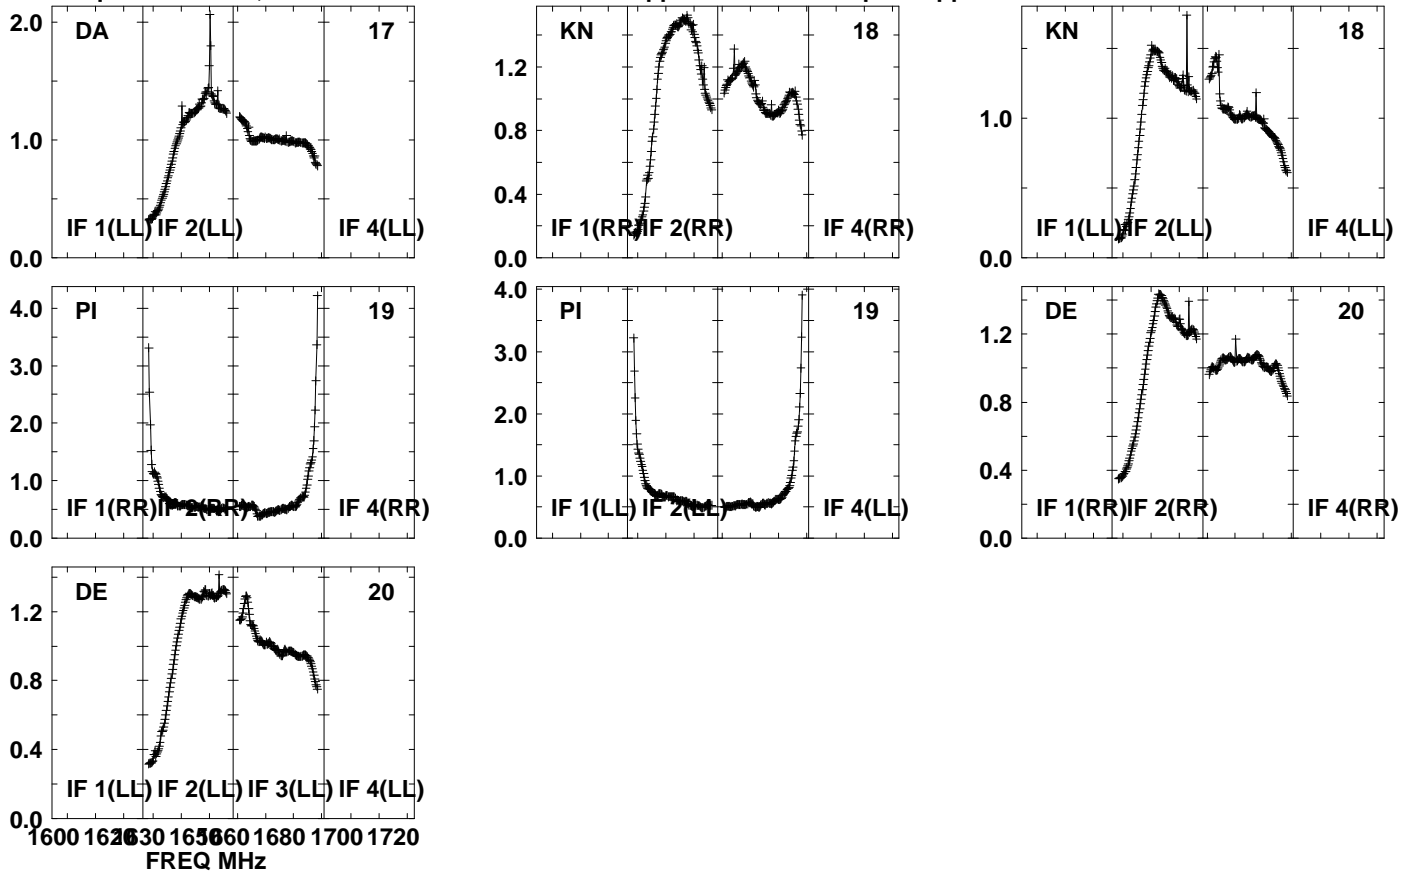 DA 17
2.0
1.0
0.0
IF 1(LL) IF 2(LL) IF 4(LL)
KN 18
1.2
0.8
0.4
0.0
IF 1(RR) IF 2(RR) IF 4(RR)
KN 18
1.0
0.0
IF 1(LL) IF 2(LL) IF 4(LL)
PI 19
4.0
3.0
2.0
1.0
0.0
IF 1(RR) IF 2(RR) IF 4(RR)
PI 19
4.0
3.0
2.0
1.0
0.0
IF 1(LL) IF 2(LL) IF 4(LL)
DE 20
1.2
0.8
0.4
0.0
IF 1(RR) IF 2(RR) IF 4(RR)
DE 20
1.2
0.8
0.4
0.0
IF 1(LL) IF 2(LL) IF 3(LL) IF 4(LL)
1600 1680 1700 1720
FREQ MHz